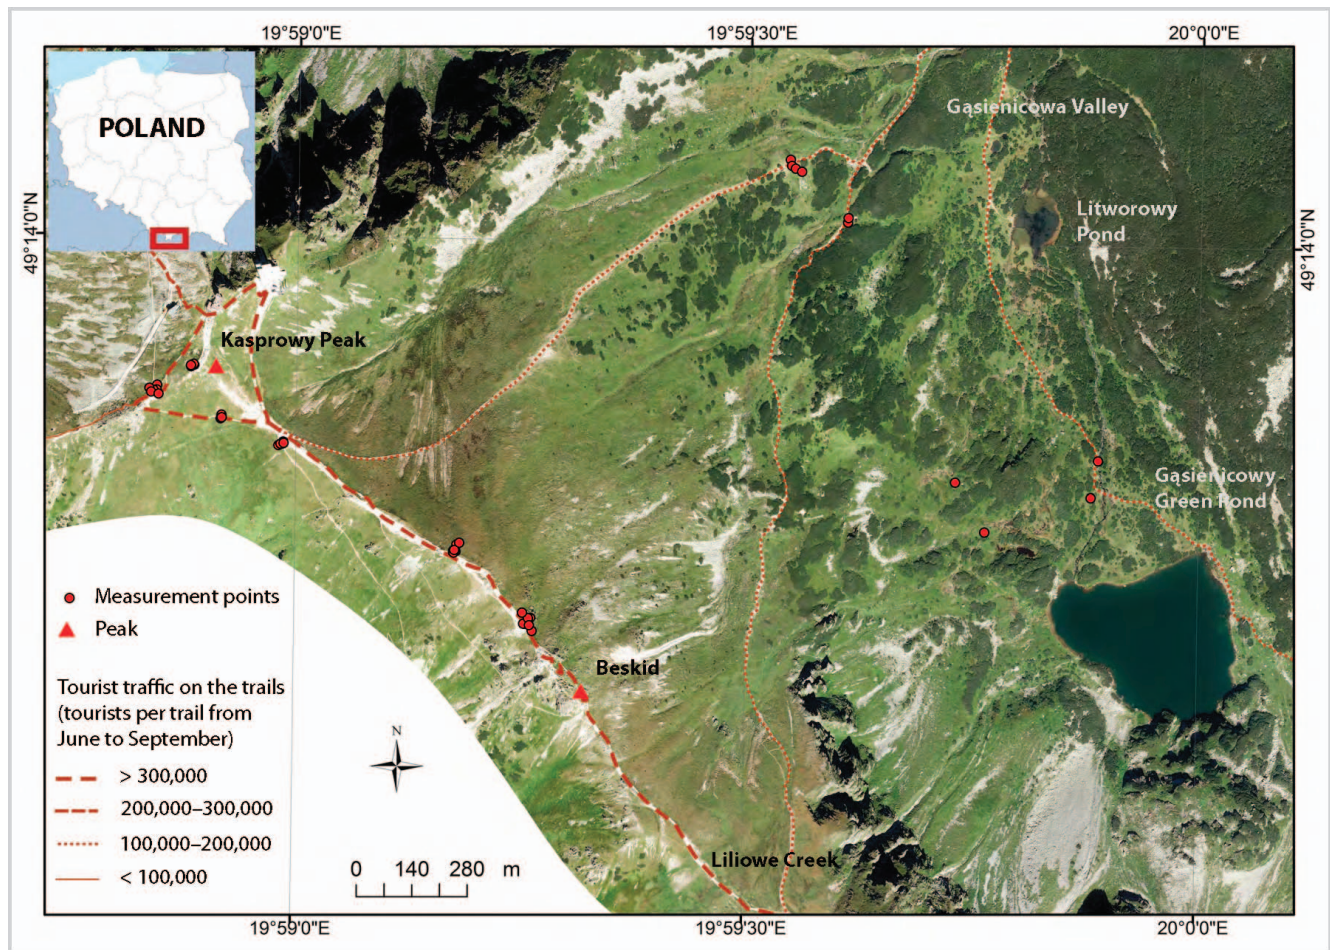 19°59'0"E
19°59'30"E
20°0'0"E
POLAND
Gąsienicowa Valley
49°14'0"N
49°14'0"N
Litworowy
Pond
Kasprowy Peak
Gąsienicowy
Green Pond
Measurement points
Peak
Beskid
Tourist traffic on the trails
(tourists per trail from
June to September)
> 300,000
200,000–300,000
100,000–200,000
< 100,000
N
0 140 280 m
Liliowe Creek
19°59'0"E
19°59'30"E
20°0'0"E